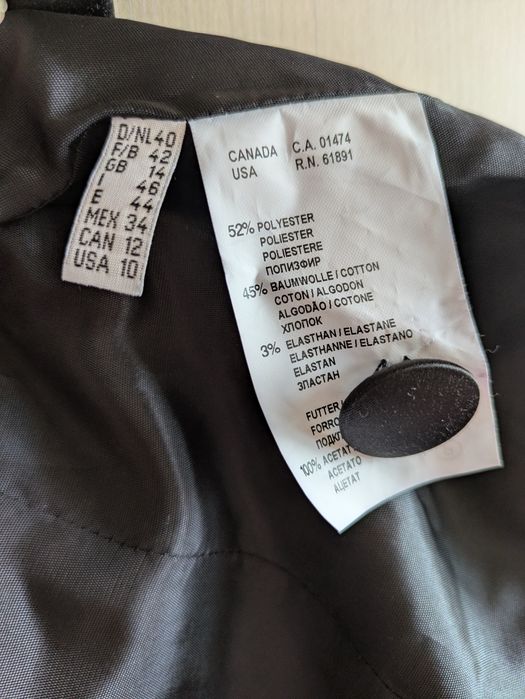 D/NL 40
F/B 42
GB 14
I 46
E 44
MEX 34
CAN 12
USA 10
CANADA C.A. 01474
USA R.N. 61891
52% POLYESTER
POLIESTER
POLIESTERE
ПОЛИЭФИР
45% BAUMWOLLE / COTTON
COTON / ALGODON
ALGODÃO / COTONE
ХЛОПОК
3% ELASTHAN / ELASTANE
ELASTHANNE / ELASTANO
ELASTAN
ЭЛАСТАН
FUTTER /
100% ACETAT
ACETATO
АЦЕТАТ